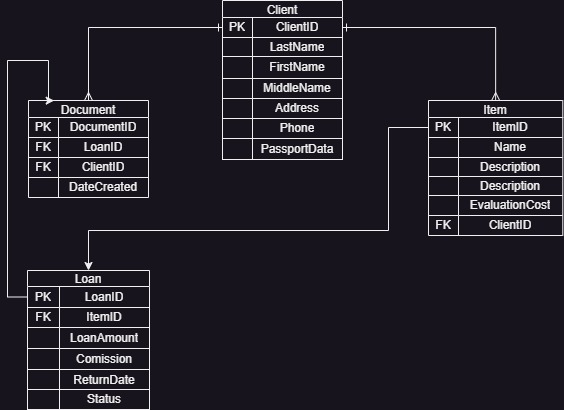 Client
PK ClientID
LastName
FirstName
MiddleName
Address
Phone
PassportData
Document
PK DocumentID
FK LoanID
FK ClientID
DateCreated
Item
PK ItemID
Name
Description
Description
EvaluationCost
FK ClientID
Loan
PK LoanID
FK ItemID
LoanAmount
Comission
ReturnDate
Status